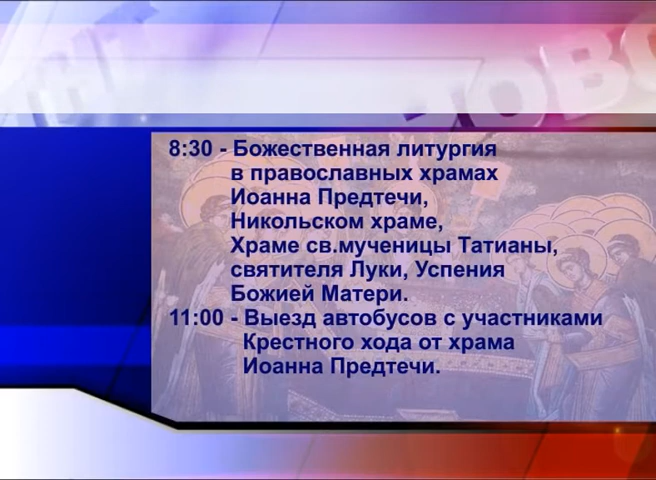 8:30 - Божественная литургия
в православных храмах
Иоанна Предтечи,
Никольском храме,
Храме св.мученицы Татианы,
святителя Луки, Успения
Божией Матери.
11:00 - Выезд автобусов с участниками
Крестного хода от храма
Иоанна Предтечи.